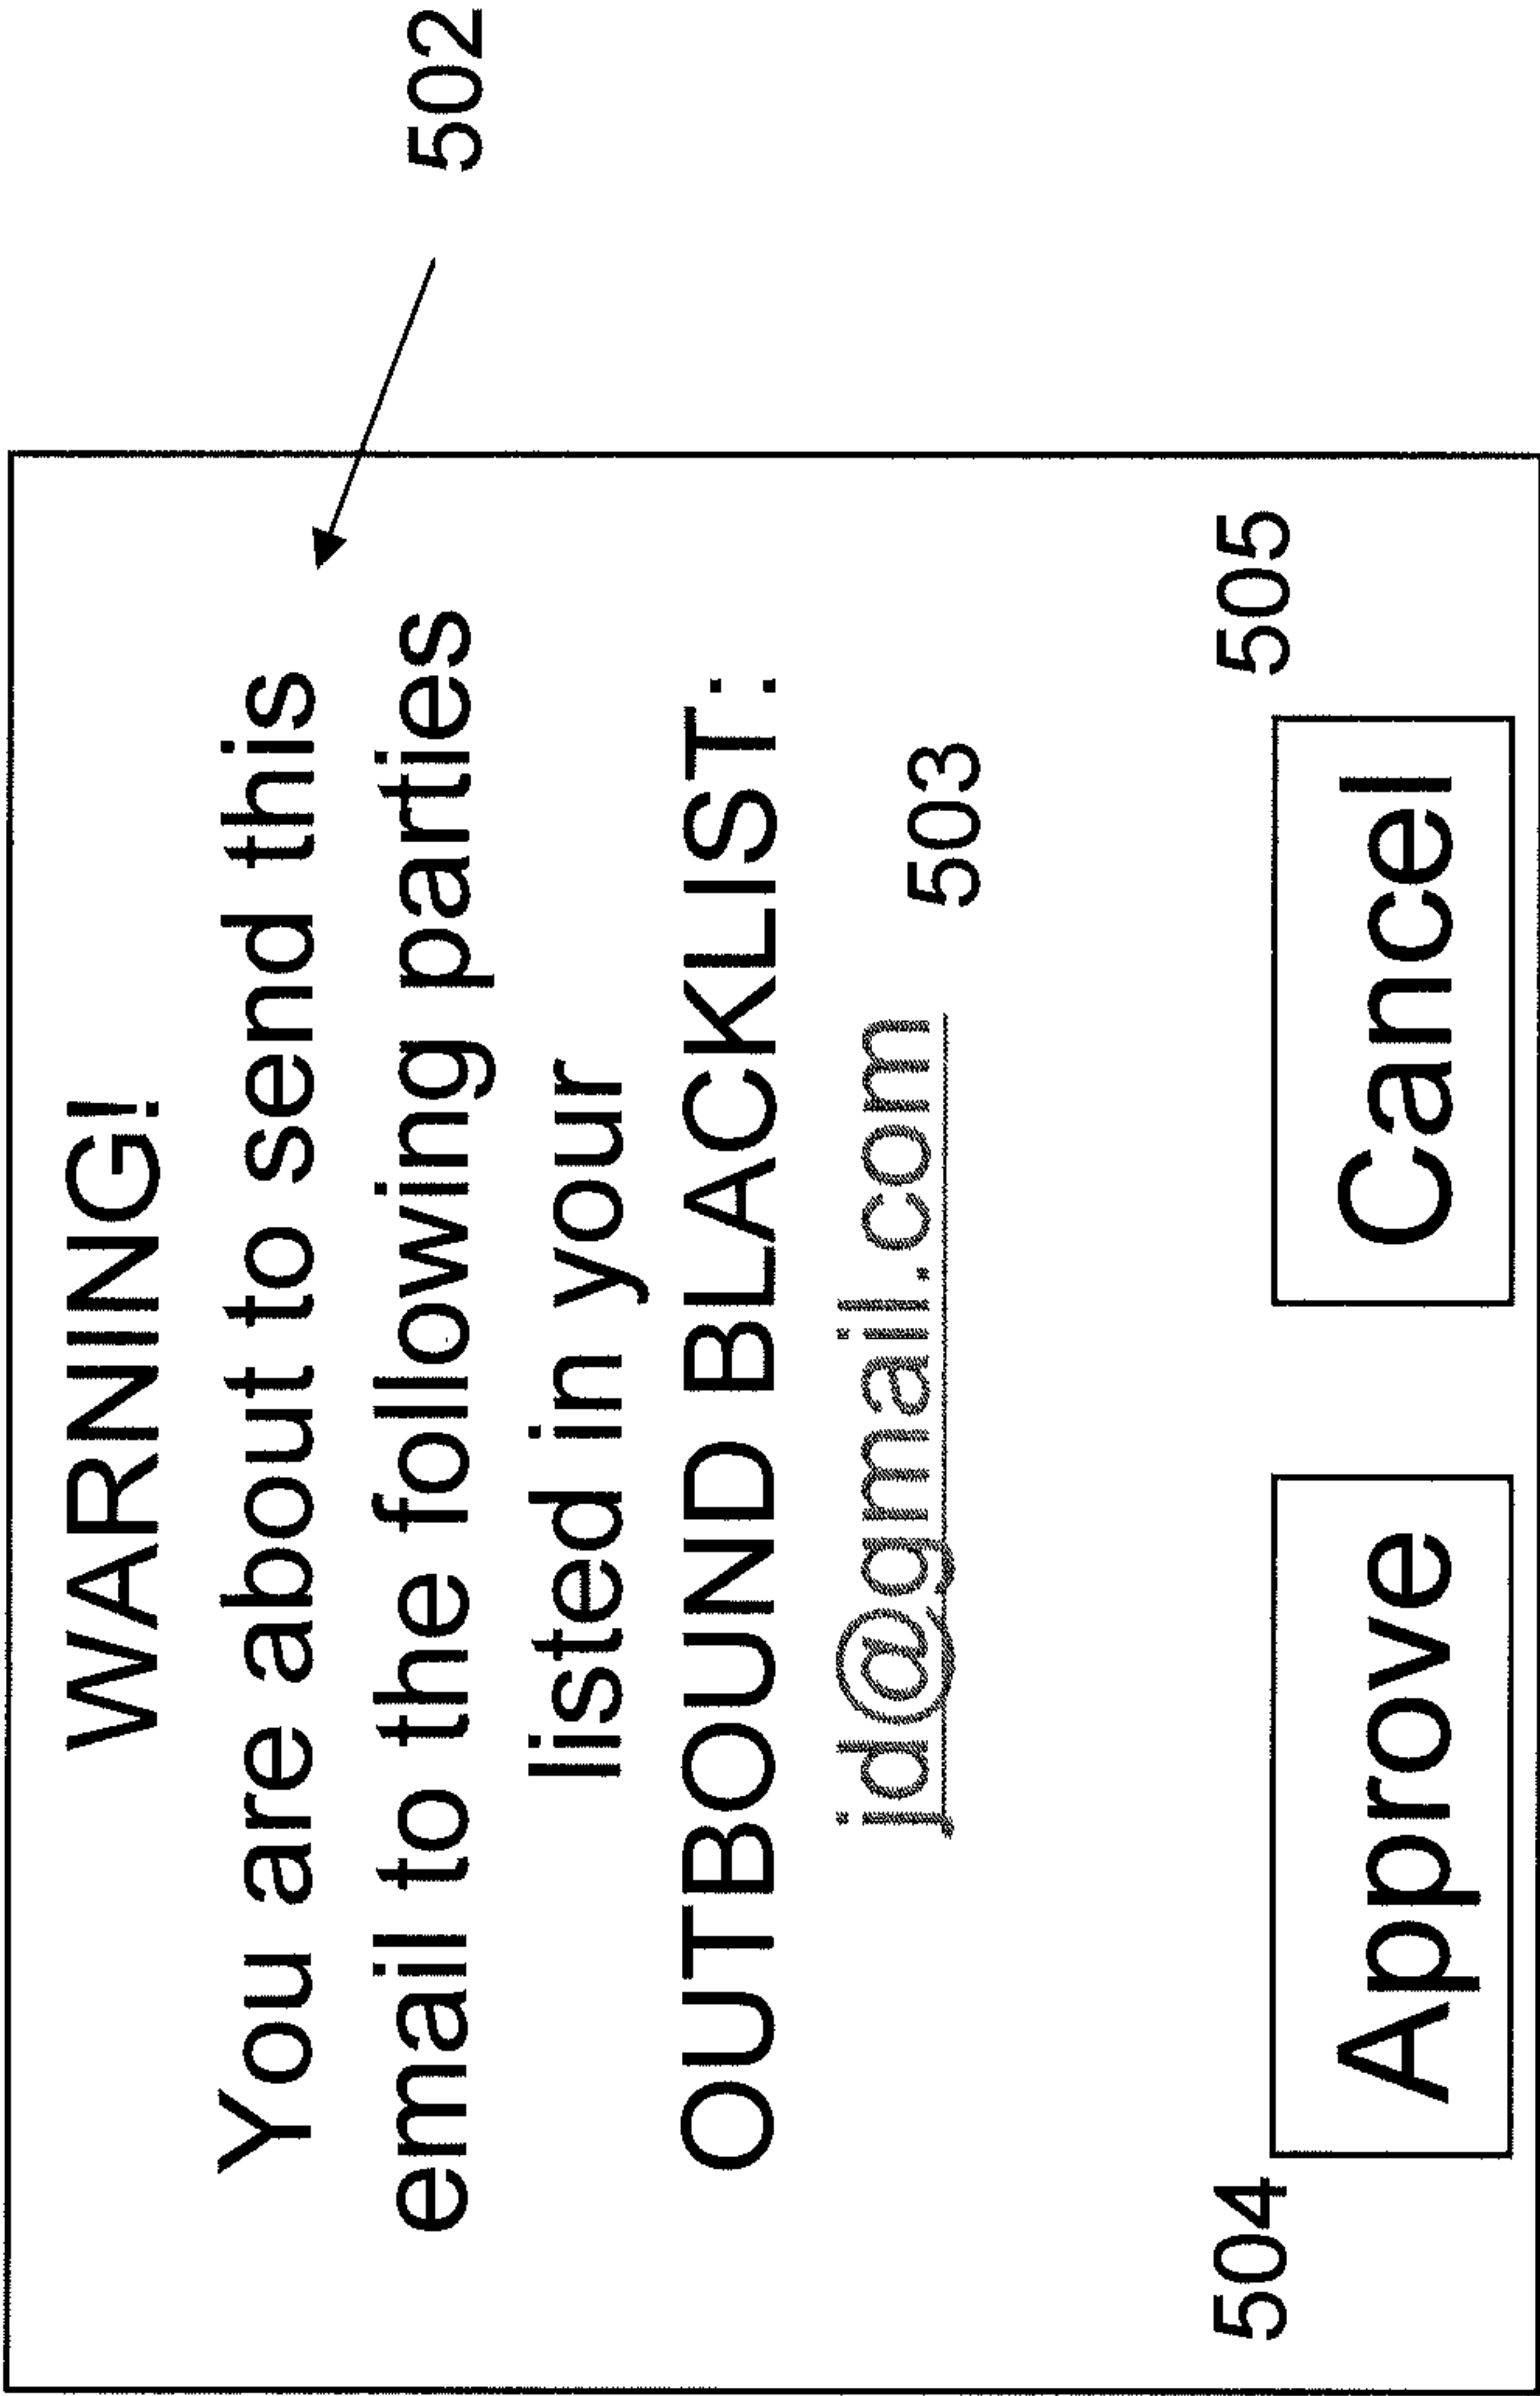 502
WARNING!
You are about to send this
email to the following parties
listed in your
OUTBOUND BLACKLIST:
jd@gmail.com 503
504 505
Approve Cancel